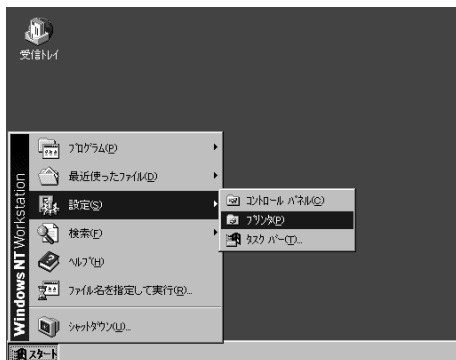 受信トレイ
Windows NT Workstation
プログラム(P)
最近使ったファイル(D)
設定(S)
検索(F)
ヘルプ(H)
ファイル名を指定して実行(R)...
シャットダウン(U)...
コントロール パネル(C)
プリンタ(P)
タスク バー(T)...
スタート